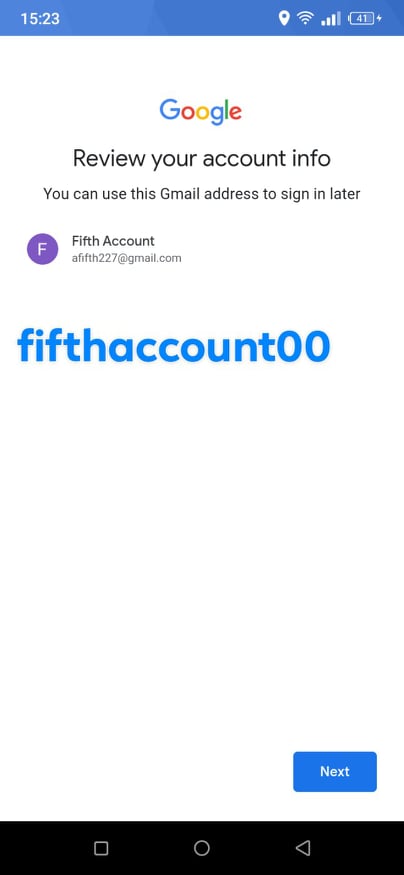 15:23
41
Google
Review your account info
You can use this Gmail address to sign in later
F
Fifth Account
afifth227@gmail.com
fifthaccount00
Next